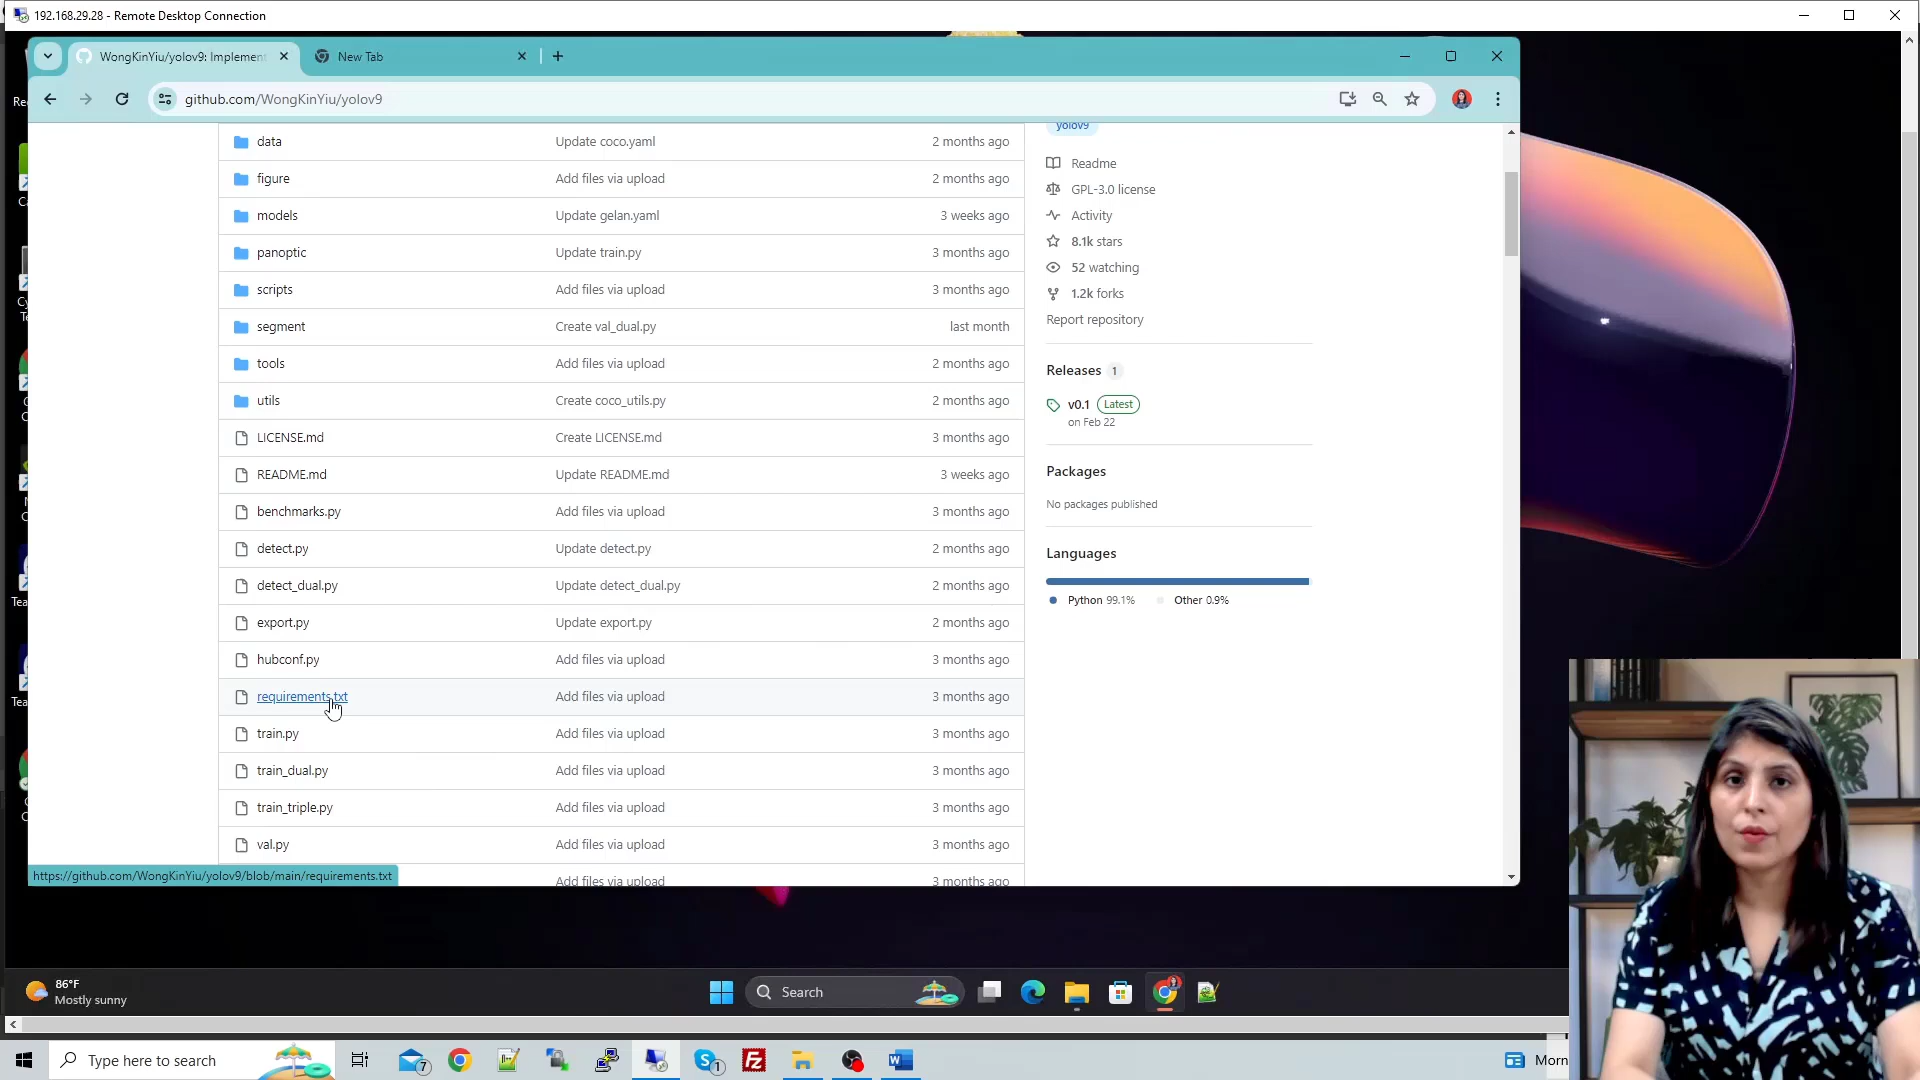 192.168.29.28 - Remote Desktop Connection
WongKinYiu/yolov9: Implement
New Tab
github.com/WongKinYiu/yolov9
yolov9
data Update coco.yaml 2 months ago
figure Add files via upload 2 months ago
models Update gelan.yaml 3 weeks ago
panoptic Update train.py 3 months ago
scripts Add files via upload 3 months ago
segment Create val_dual.py last month
tools Add files via upload 2 months ago
utils Create coco_utils.py 2 months ago
LICENSE.md Create LICENSE.md 3 months ago
README.md Update README.md 3 weeks ago
benchmarks.py Add files via upload 3 months ago
detect.py Update detect.py 2 months ago
detect_dual.py Update detect_dual.py 2 months ago
export.py Update export.py 2 months ago
hubconf.py Add files via upload 3 months ago
requirements.txt Add files via upload 3 months ago
train.py Add files via upload 3 months ago
train_dual.py Add files via upload 3 months ago
train_triple.py Add files via upload 3 months ago
val.py Add files via upload 3 months ago
Add files via upload 3 months ago
Readme
GPL-3.0 license
Activity
8.1k stars
52 watching
1.2k forks
Report repository
Releases 1
v0.1 Latest
on Feb 22
Packages
No packages published
Languages
Python 99.1% Other 0.9%
https://github.com/WongKinYiu/yolov9/blob/main/requirements.txt
86°F
Mostly sunny
Search
Type here to search
7
1
Morn